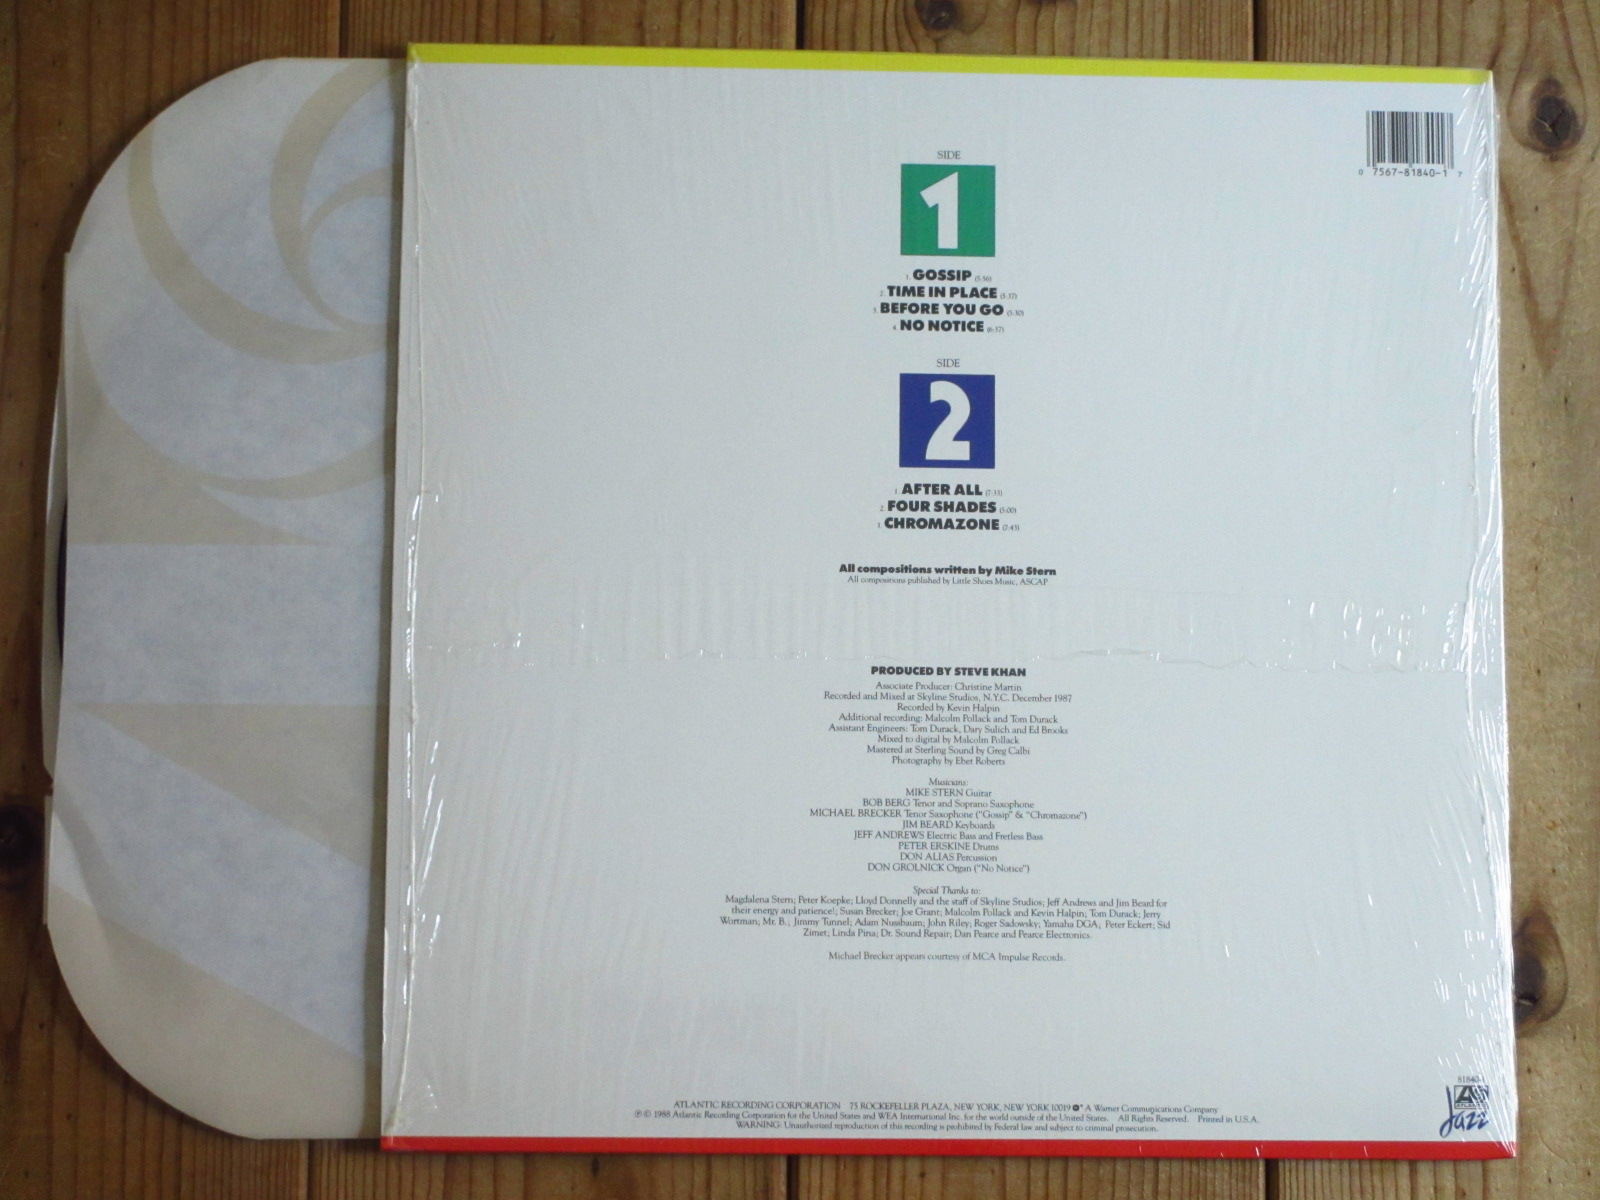 SIDE
1
1. GOSSIP (5:56)
2. TIME IN PLACE (5:37)
3. BEFORE YOU GO (5:30)
4. NO NOTICE (6:37)
SIDE
2
1. AFTER ALL (7:33)
2. FOUR SHADES (5:00)
3. CHROMAZONE (7:45)
All compositions written by Mike Stern
All compositions published by Little Shoes Music, ASCAP
PRODUCED BY STEVE KHAN
Associate Producer: Christine Martin
Recorded and Mixed at Skyline Studios, N.Y.C. December 1987
Recorded by Kevin Halpin
Additional recording: Malcolm Pollack and Tom Durack
Assistant Engineers: Tom Durack, Dary Sulich and Ed Brooks
Mixed to digital by Malcolm Pollack
Mastered at Sterling Sound by Greg Calbi
Photography by Ebet Roberts
Musicians:
MIKE STERN Guitar
BOB BERG Tenor and Soprano Saxophone
MICHAEL BRECKER Tenor Saxophone ("Gossip" & "Chromazone")
JIM BEARD Keyboards
JEFF ANDREWS Electric Bass and Fretless Bass
PETER ERSKINE Drums
DON ALIAS Percussion
DON GROLNICK Organ ("No Notice")
Special Thanks to:
Magdalena Stern; Peter Koepke; Lloyd Donnelly and the staff of Skyline Studios; Jeff Andrews and Jim Beard for
their energy and patience!; Susan Brecker; Joe Grant; Malcolm Pollack and Kevin Halpin; Tom Durack; Jerry
Wortman; Mr. B.; Jimmy Tunnel; Adam Nussbaum; John Riley; Roger Sadowsky; Yamaha DGA; Peter Eckert; Sid
Zimet; Linda Pina; Dr. Sound Repair; Dan Pearce and Pearce Electronics.
Michael Brecker appears courtesy of MCA Impulse Records.
ATLANTIC RECORDING CORPORATION 75 ROCKEFELLER PLAZA, NEW YORK, NEW YORK 10019 A Warner Communications Company
℗ © 1988 Atlantic Recording Corporation for the United States and WEA International Inc. for the world outside of the United States. All Rights Reserved. Printed in U.S.A.
WARNING: Unauthorized reproduction of this recording is prohibited by Federal law and subject to criminal prosecution.
0 7567-81840-1 7
81840-1
ATLANTIC
Jazz